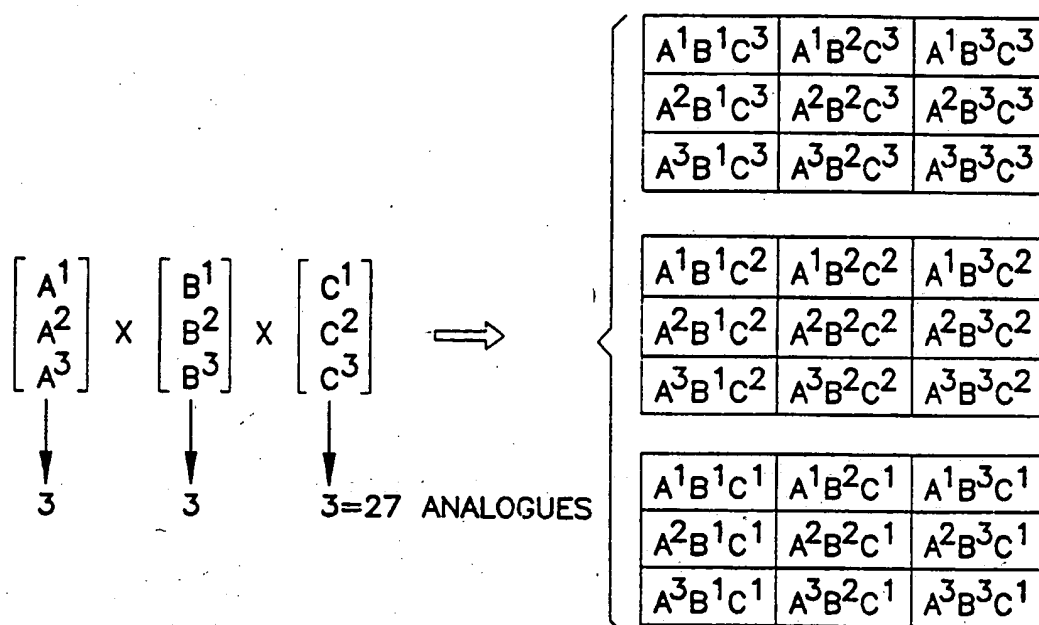 A¹ B¹ C¹
A² X B² X C²
A³ B³ C³
3 3 3=27 ANALOGUES
A¹B¹C³ A¹B²C³ A¹B³C³
A²B¹C³ A²B²C³ A²B³C³
A³B¹C³ A³B²C³ A³B³C³
A¹B¹C² A¹B²C² A¹B³C²
A²B¹C² A²B²C² A²B³C²
A³B¹C² A³B²C² A³B³C²
A¹B¹C¹ A¹B²C¹ A¹B³C¹
A²B¹C¹ A²B²C¹ A²B³C¹
A³B¹C¹ A³B²C¹ A³B³C¹